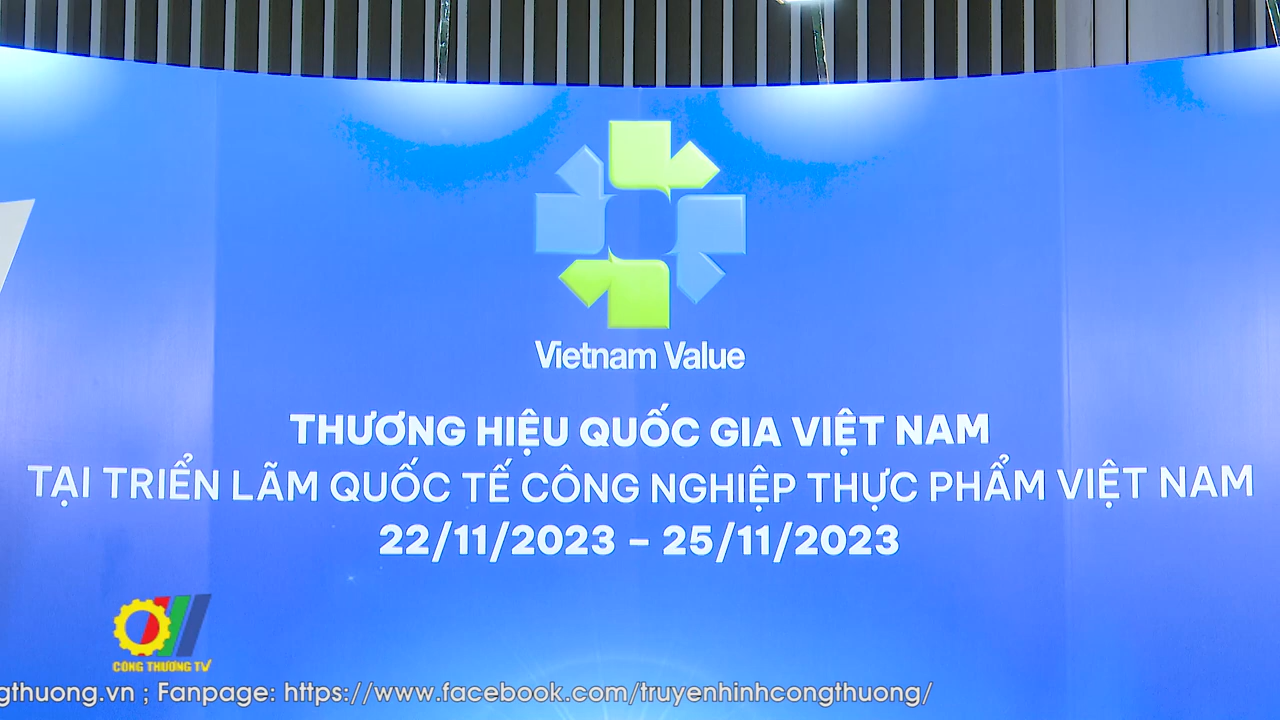 Vietnam Value
THƯƠNG HIỆU QUỐC GIA VIỆT NAM
TẠI TRIỂN LÃM QUỐC TẾ CÔNG NGHIỆP THỰC PHẨM VIỆT NAM
22/11/2023 – 25/11/2023
CÔNG THƯƠNG TV
gthuong.vn ; Fanpage: https://www.facebook.com/truyenhinhcongthuong/